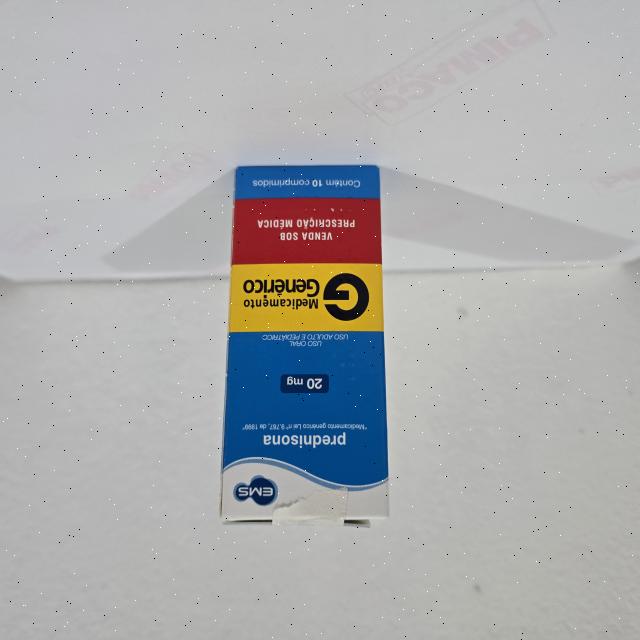 EMS
prednisona
"Medicamento genérico Lei nº 9.787, de 1999"
20 mg
USO ORAL
USO ADULTO E PEDIÁTRICO
G
Medicamento
Genérico
VENDA SOB
PRESCRIÇÃO MÉDICA
Contém 10 comprimidos
PIMACO